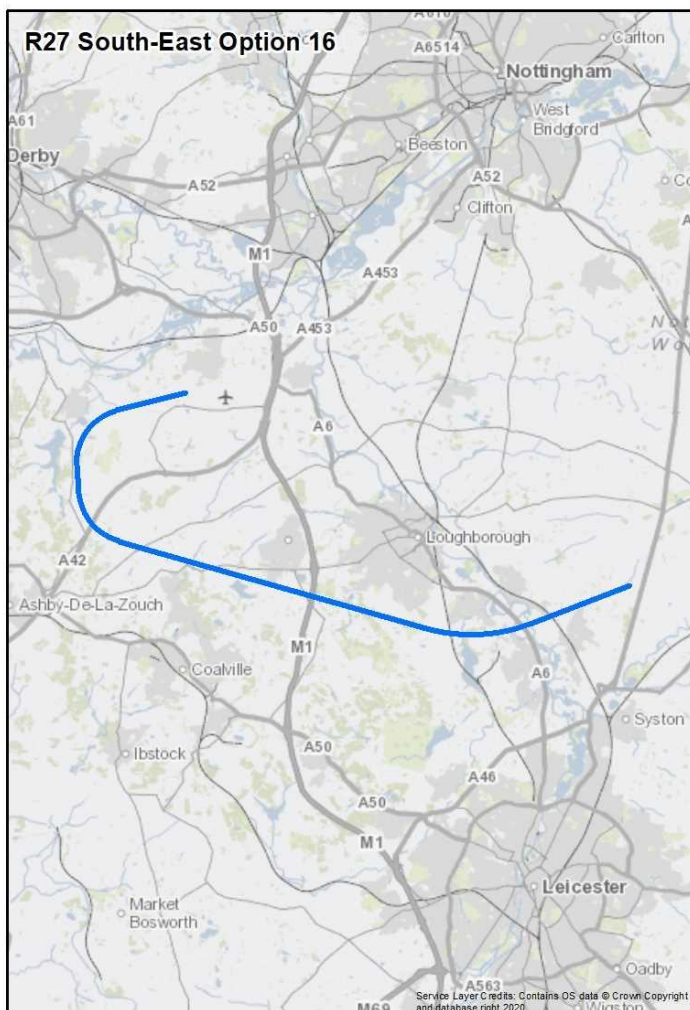 R27 South-East Option 16
A6514
Carlton
Nottingham
A61
West
Bridgford
Derby
Beeston
A52
A52
Clifton
M1
A453
A50
A453
A6
Loughborough
A42
Ashby-De-La-Zouch
M1
Coalville
A6
Syston
Ibstock
A50
A46
A50
M1
Leicester
Market
Bosworth
Oadby
A563
M69
Wigston
Service Layer Credits: Contains OS data © Crown Copyright
and database right 2020